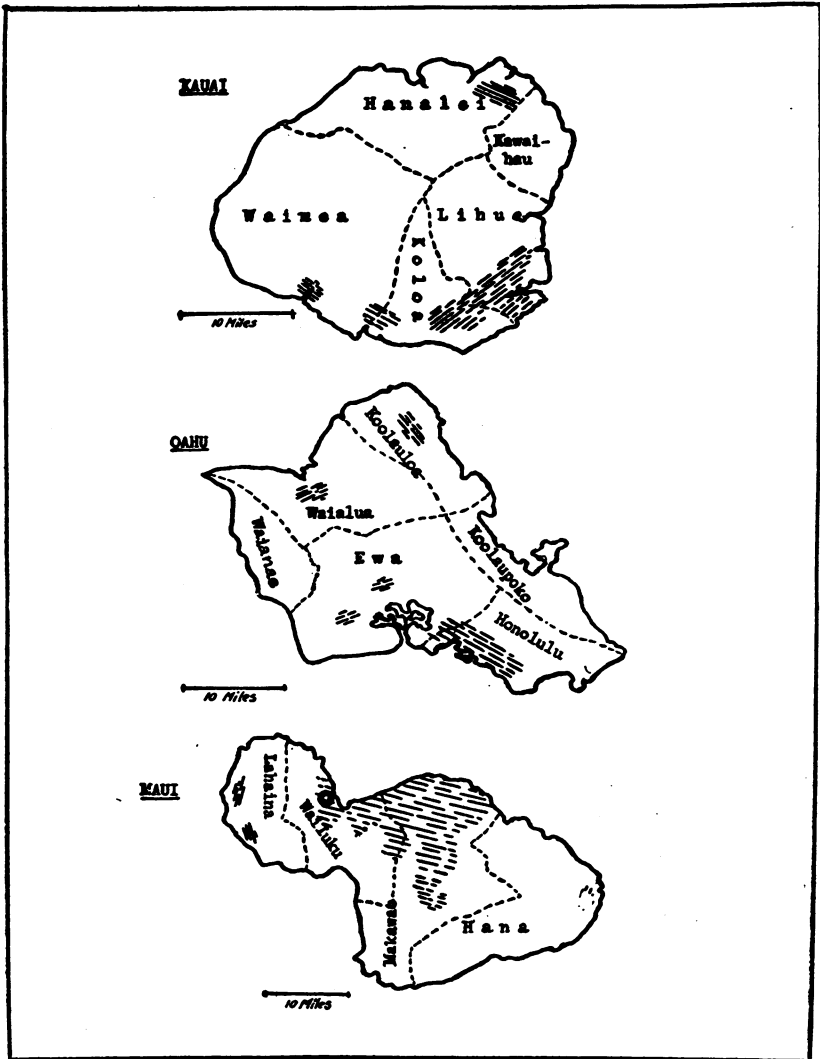 KAUAI
Hanalei
Kawai-
hau
Waimea
Lihue
Koloa
10 Miles
OAHU
Koolauloa
Waialua
Waianae
Ewa
Koolaupoko
Honolulu
10 Miles
MAUI
Lahaina
Wailuku
Makawao
Hana
10 Miles